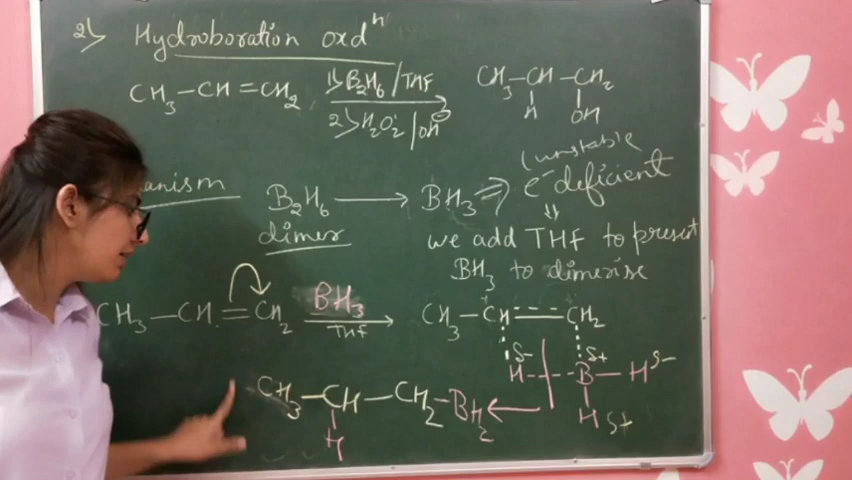 2) Hydroboration oxdⁿ
CH₃-CH=CH₂ 1) B₂H₆/THF CH₃-CH-CH₂
2) H₂O₂/OH⊖ H OH
(unstable
anism B₂H₆ → BH₃ ⇒ e⁻ deficient
dimer ⇓
we add THF to present
BH₃ to dimerise
CH₃-CH=CH₂ BH₃ → CH₃-CH=CH₂
THF
δ- δ+
H--B-H δ-
CH₃-CH-CH₂-BH₂ ← H δ+
H